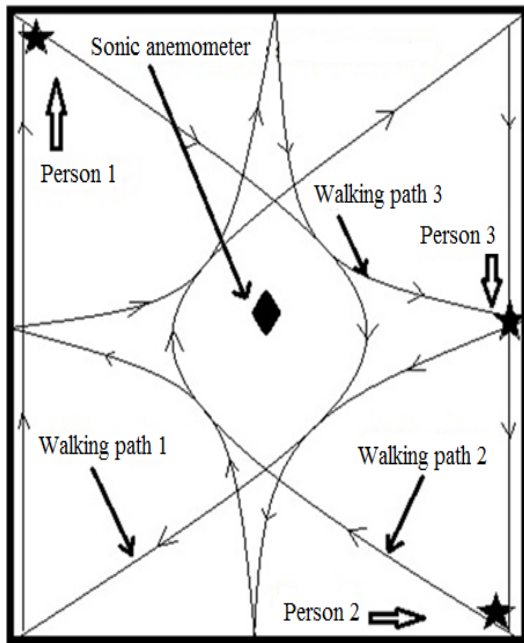 Sonic anemometer
Person 1
Walking path 3
Person 3
Walking path 1
Walking path 2
Person 2